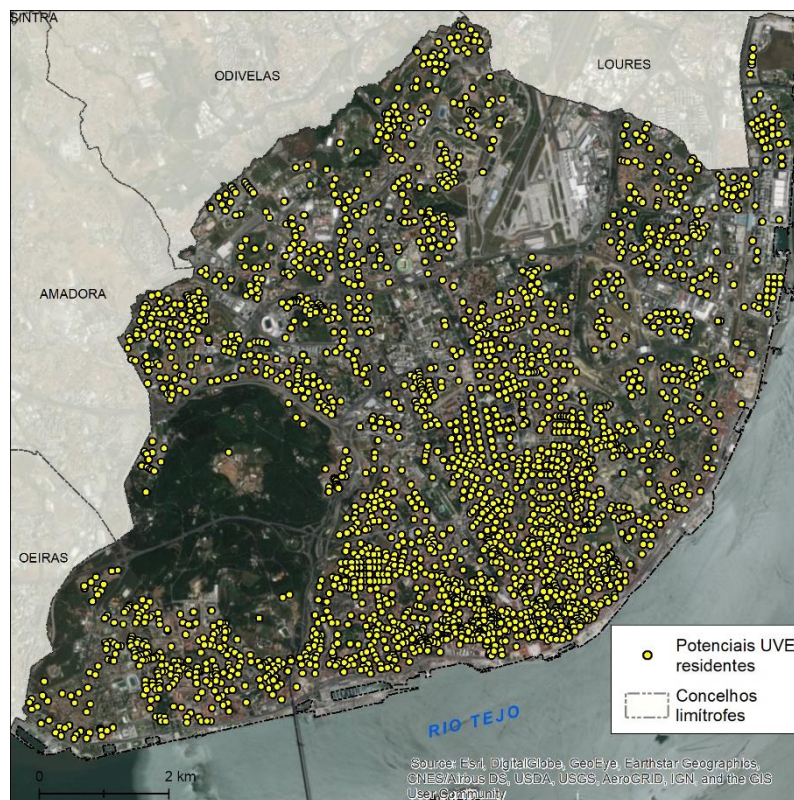 SINTRA
ODIVELAS
LOURES
AMADORA
OEIRAS
Potenciais UVE
residentes
Concelhos
limítrofes
RIO TEJO
0
2 km
Source: Esri, DigitalGlobe, GeoEye, Earthstar Geographics,
CNES/Airbus DS, USDA, USGS, AeroGRID, IGN, and the GIS
User Community